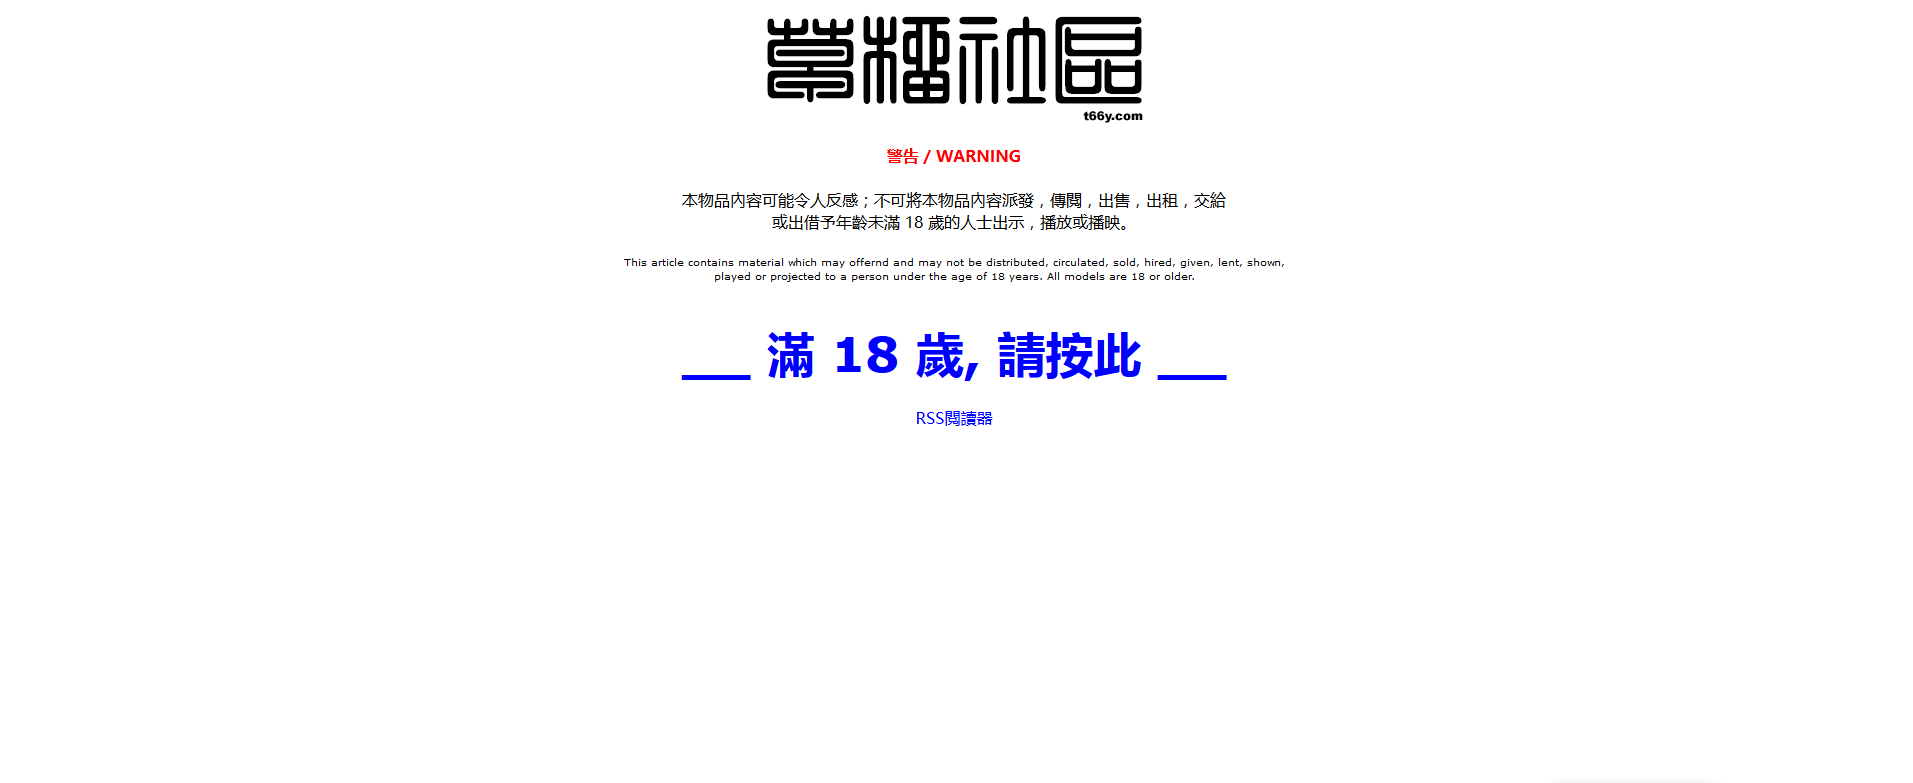 草榴社區
t66y.com
警告 / WARNING
本物品內容可能令人反感；不可將本物品內容派發，傳閱，出售，出租，交給
或出借予年齡未滿 18 歲的人士出示，播放或播映。
This article contains material which may offernd and may not be distributed, circulated, sold, hired, given, lent, shown,
played or projected to a person under the age of 18 years. All models are 18 or older.
___ 滿 18 歲, 請按此 ___
RSS閱讀器